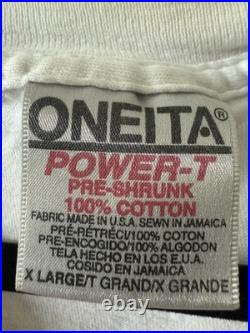 ONEITA®
POWER-T
PRE-SHRUNK
100% COTTON
FABRIC MADE IN U.S.A. SEWN IN JAMAICA
PRE-RÉTRÉCI/100% COTON
PRE-ENCOGIDO/100% ALGODON
TELA HECHO EN LOS E.U.A.
COSIDO EN JAMAICA
X LARGE/T GRAND/X GRANDE